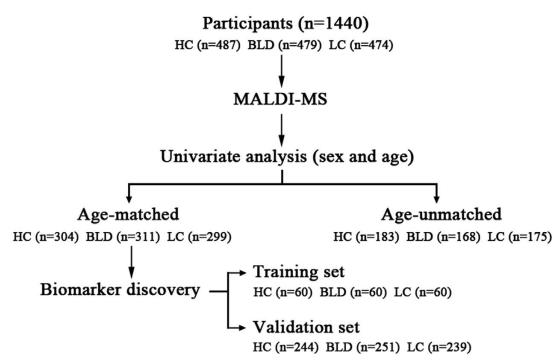 Participants (n=1440)
HC (n=487) BLD (n=479) LC (n=474)
MALDI-MS
Univariate analysis (sex and age)
Age-matched
HC (n=304) BLD (n=311) LC (n=299)
Age-unmatched
HC (n=183) BLD (n=168) LC (n=175)
Biomarker discovery
Training set
HC (n=60) BLD (n=60) LC (n=60)
Validation set
HC (n=244) BLD (n=251) LC (n=239)